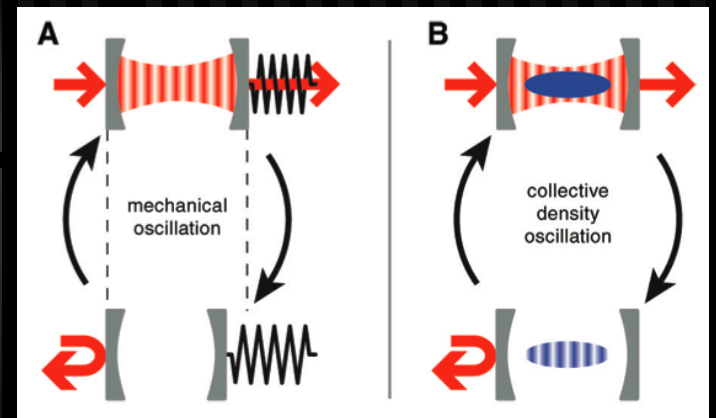 A
B
mechanical
oscillation
collective
density
oscillation